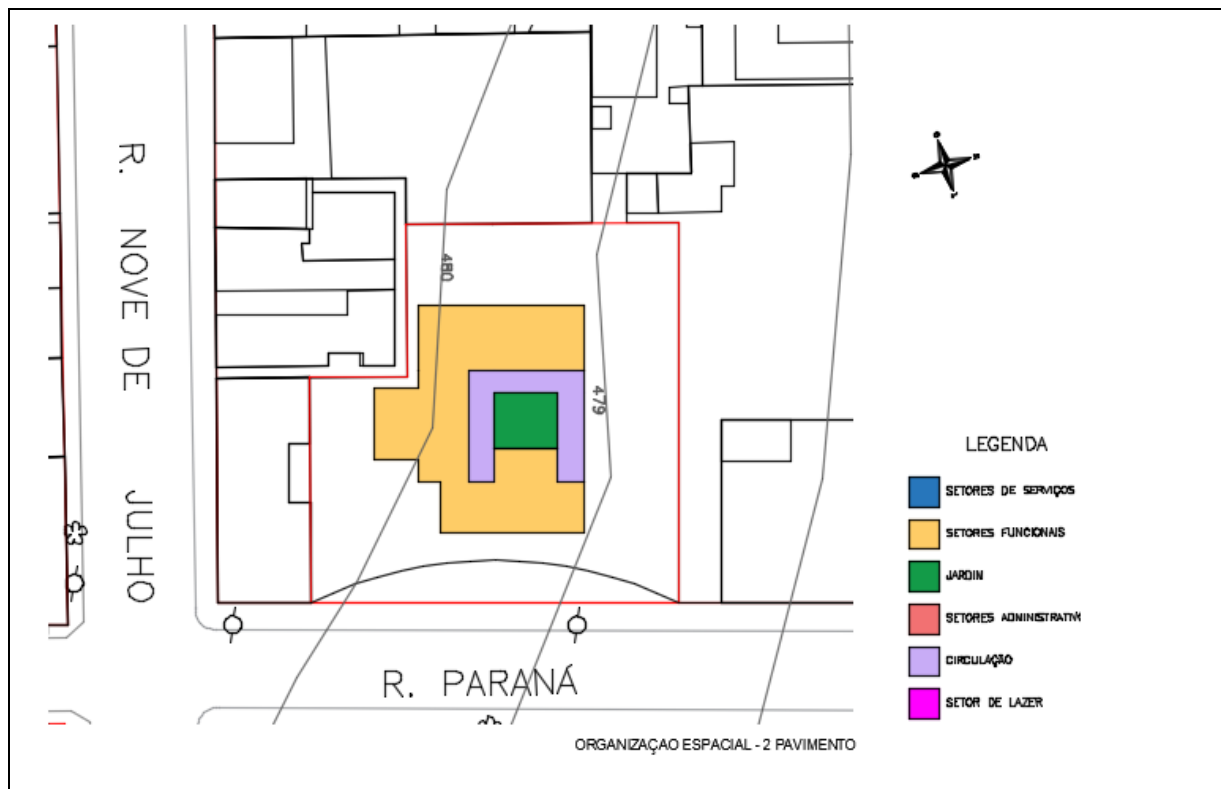 R. NOVE DE JULHO
480
479
R. PARANÁ
LEGENDA
SETORES DE SERVIÇOS
SETORES FUNCIONAIS
JARDIN
SETORES ADMINISTRATIV
CIRCULAÇÃO
SETOR DE LAZER
ORGANIZAÇAO ESPACIAL - 2 PAVIMENTO